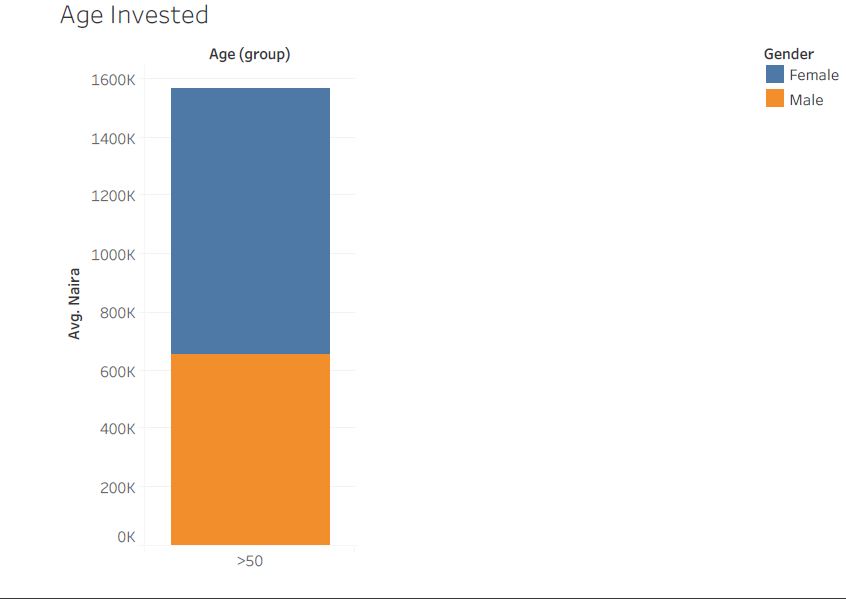 Age Invested
Age (group)
Gender
Female
Male
1600K
1400K
1200K
1000K
800K
600K
400K
200K
0K
Avg. Naira
>50